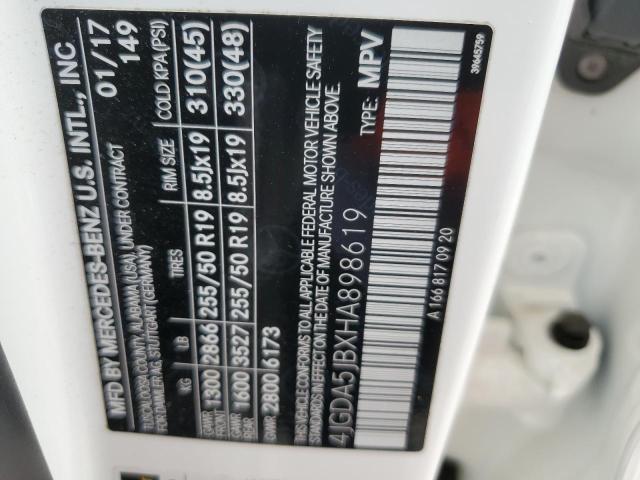 MFD BY MERCEDES-BENZ U.S. INTL., INC
TUSCALOOSA COUNTY, ALABAMA (USA), UNDER CONTRACT
FOR DAIMLER AG, STUTTGART (GERMANY)
01/17
149
KG LB TIRES RIM SIZE COLD KPA (PSI)
GAWR FRONT 1300 2866 255/50 R19 8.5Jx19 310(45)
GAWR REAR 1600 3527 255/50 R19 8.5Jx19 330(48)
GVWR 2800 6173
THIS VEHICLE CONFORMS TO ALL APPLICABLE FEDERAL MOTOR VEHICLE SAFETY
STANDARDS IN EFFECT ON THE DATE OF MANUFACTURE SHOWN ABOVE.
4JGDA5JBXHA898619 TYPE: MPV
A 166 817 09 20
39645759